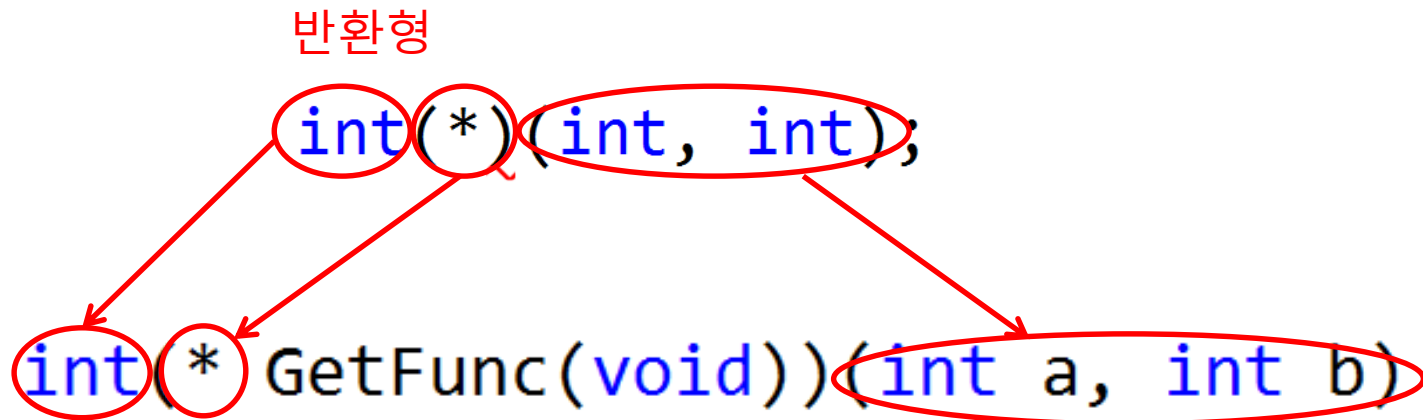 반환형
int(*)(int, int);
int(* GetFunc(void))(int a, int b)